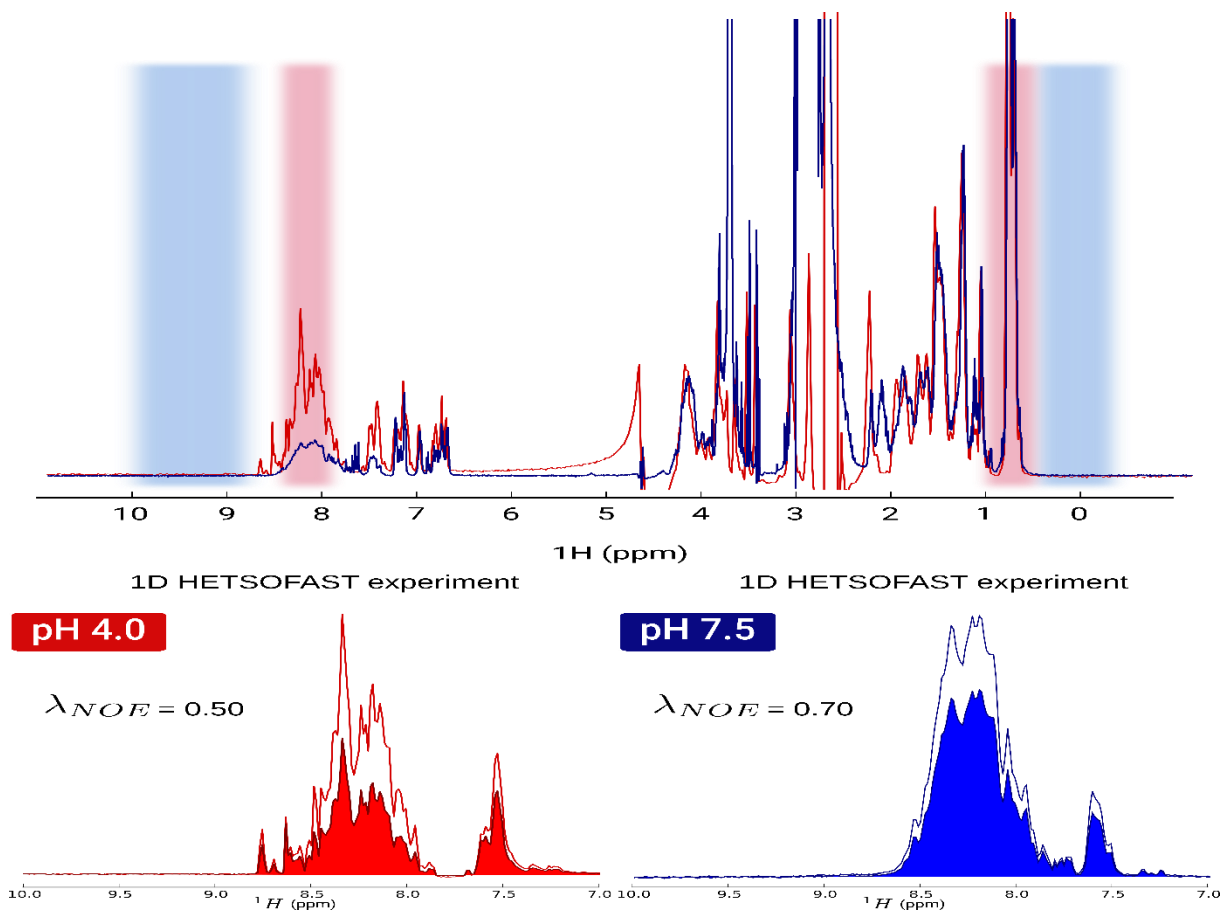 10 9 8 7 6 5 4 3 2 1 0
1H (ppm)
1D HETSOFAST experiment
pH 4.0
λNOE = 0.50
10.0 9.5 9.0 8.5 8.0 7.5 7.0
1H (ppm)
1D HETSOFAST experiment
pH 7.5
λNOE = 0.70
10.0 9.5 9.0 8.5 8.0 7.5 7.0
1H (ppm)